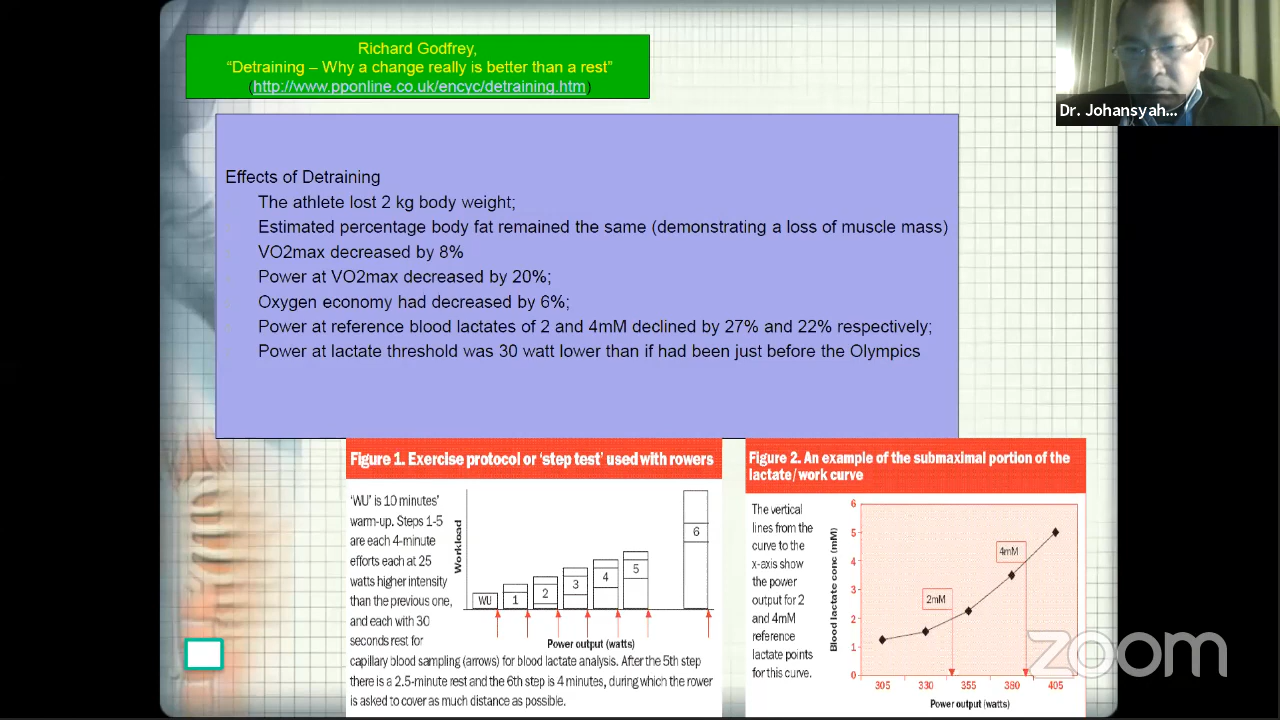 Richard Godfrey,
“Detraining – Why a change really is better than a rest”
(http://www.pponline.co.uk/encyc/detraining.htm)
Dr. Johansyah...
Effects of Detraining
The athlete lost 2 kg body weight;
Estimated percentage body fat remained the same (demonstrating a loss of muscle mass)
VO2max decreased by 8%
Power at VO2max decreased by 20%;
Oxygen economy had decreased by 6%;
Power at reference blood lactates of 2 and 4mM declined by 27% and 22% respectively;
Power at lactate threshold was 30 watt lower than if had been just before the Olympics
Figure 1. Exercise protocol or ‘step test’ used with rowers
‘WU’ is 10 minutes’
warm-up. Steps 1-5
are each 4-minute
efforts each at 25
watts higher intensity
than the previous one,
and each with 30
seconds rest for
capillary blood sampling (arrows) for blood lactate analysis. After the 5th step
there is a 2.5-minute rest and the 6th step is 4 minutes, during which the rower
is asked to cover as much distance as possible.
Workload
WU
1
2
3
4
5
6
Power output (watts)
Figure 2. An example of the submaximal portion of the
lactate/work curve
The vertical
lines from the
curve to the
x-axis show
the power
output for 2
and 4mM
reference
lactate points
for this curve.
Blood lactate conc (mM)
6
5
4
3
2
1
0
2mM
4mM
305 330 355 380 405
Power output (watts)
zoom